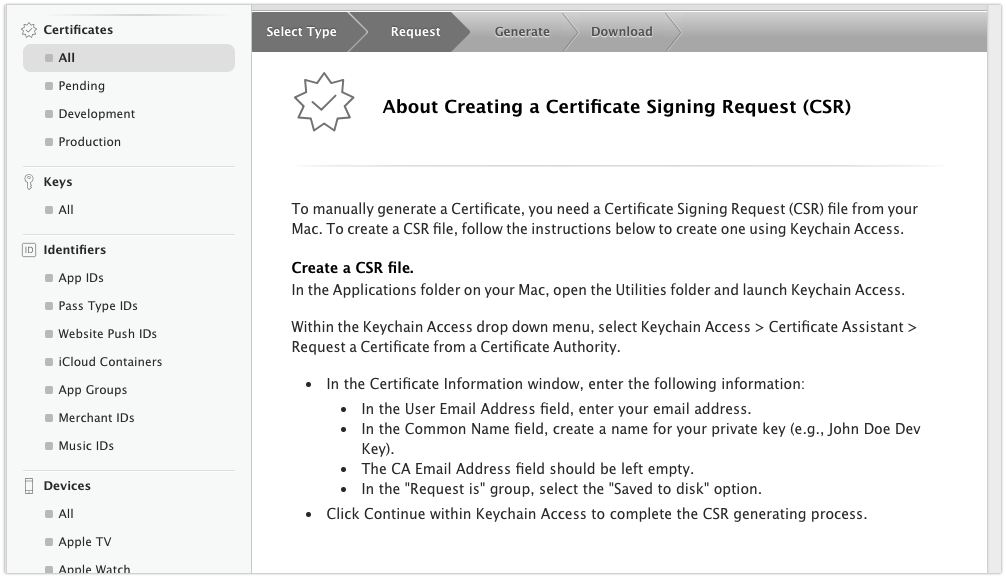 Certificates
All
Pending
Development
Production
Keys
All
ID
Identifiers
App IDs
Pass Type IDs
Website Push IDs
iCloud Containers
App Groups
Merchant IDs
Music IDs
Devices
All
Apple TV
Apple Watch
Select Type
Request
Generate
Download
About Creating a Certificate Signing Request (CSR)
To manually generate a Certificate, you need a Certificate Signing Request (CSR) file from your
Mac. To create a CSR file, follow the instructions below to create one using Keychain Access.
Create a CSR file.
In the Applications folder on your Mac, open the Utilities folder and launch Keychain Access.
Within the Keychain Access drop down menu, select Keychain Access > Certificate Assistant >
Request a Certificate from a Certificate Authority.
• In the Certificate Information window, enter the following information:
• In the User Email Address field, enter your email address.
• In the Common Name field, create a name for your private key (e.g., John Doe Dev
Key).
• The CA Email Address field should be left empty.
• In the "Request is" group, select the "Saved to disk" option.
• Click Continue within Keychain Access to complete the CSR generating process.